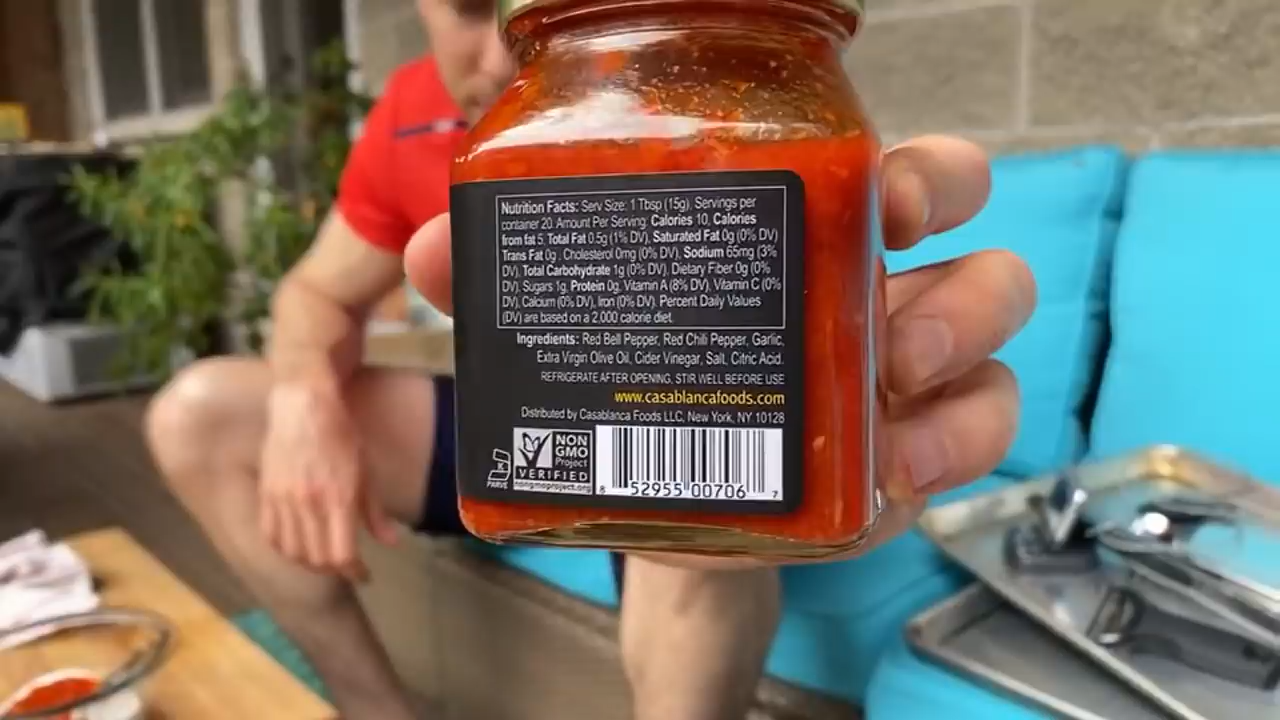 Nutrition Facts: Serv Size: 1 Tbsp (15g), Servings per
container 20. Amount Per Serving: Calories 10, Calories
from fat 5, Total Fat 0.5g (1% DV), Saturated Fat 0g (0% DV)
Trans Fat 0g , Cholesterol 0mg (0% DV), Sodium 65mg (3%
DV), Total Carbohydrate 1g (0% DV), Dietary Fiber 0g (0%
DV), Sugars 1g, Protein 0g, Vitamin A (8% DV), Vitamin C (0%
DV), Calcium (0% DV), Iron (0% DV). Percent Daily Values
(DV) are based on a 2,000 calorie diet.
Ingredients: Red Bell Pepper, Red Chili Pepper, Garlic,
Extra Virgin Olive Oil, Cider Vinegar, Salt, Citric Acid.
REFRIGERATE AFTER OPENING, STIR WELL BEFORE USE
www.casablancafoods.com
Distributed by Casablanca Foods LLC, New York, NY 10128
K
PARVE
NON
GMO
Project
VERIFIED
nongmoproject.org
8 52955 00706 7